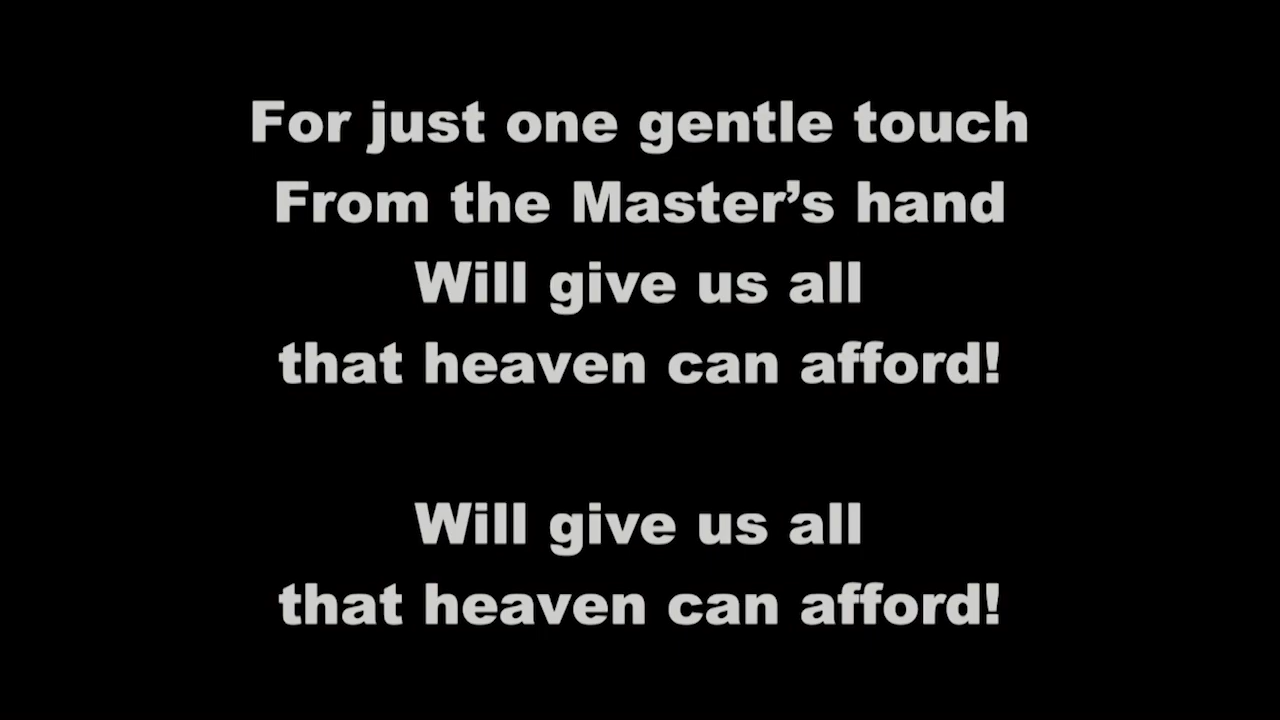 For just one gentle touch
From the Master’s hand
Will give us all
that heaven can afford!
Will give us all
that heaven can afford!